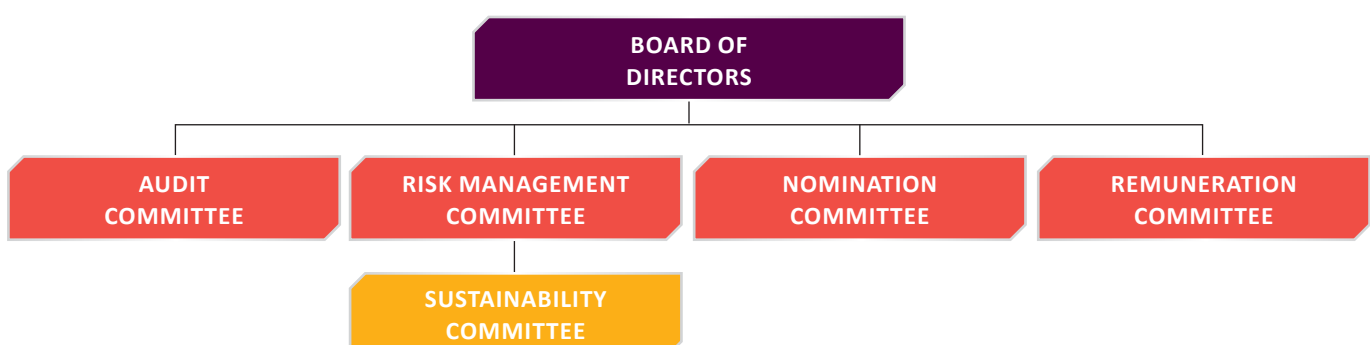 BOARD OF
DIRECTORS
AUDIT
COMMITTEE
RISK MANAGEMENT
COMMITTEE
NOMINATION
COMMITTEE
REMUNERATION
COMMITTEE
SUSTAINABILITY
COMMITTEE